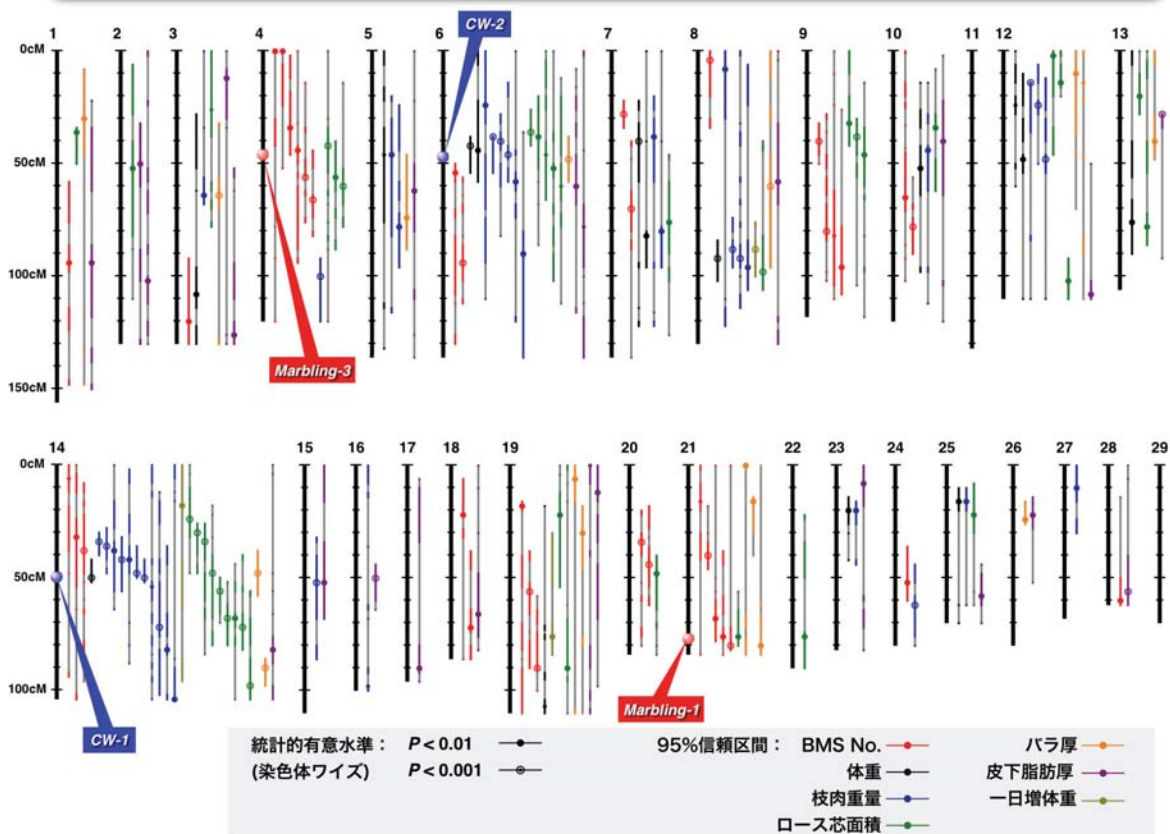 CW-2
1 2 3 4 5 6 7 8 9 10 11 12 13
0cM
50cM
100cM
150cM
Marbling-3
14 15 16 17 18 19 20 21 22 23 24 25 26 27 28 29
0cM
50cM
100cM
CW-1
Marbling-1
統計的有意水準： P < 0.01
(染色体ワイズ) P < 0.001
95%信頼区間： BMS No.
体重
枝肉重量
ロース芯面積
バラ厚
皮下脂肪厚
一日増体重